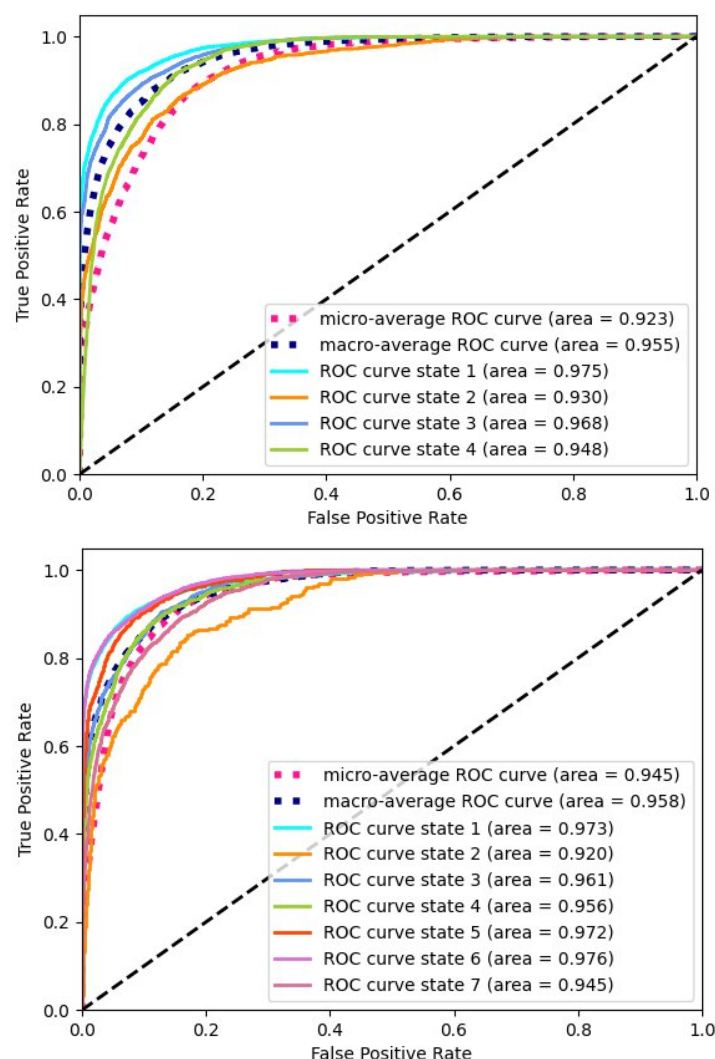 1.0
0.8
0.6
0.4
0.2
0.0
True Positive Rate
micro-average ROC curve (area = 0.923)
macro-average ROC curve (area = 0.955)
ROC curve state 1 (area = 0.975)
ROC curve state 2 (area = 0.930)
ROC curve state 3 (area = 0.968)
ROC curve state 4 (area = 0.948)
0.0 0.2 0.4 0.6 0.8 1.0
False Positive Rate
1.0
0.8
0.6
0.4
0.2
0.0
True Positive Rate
micro-average ROC curve (area = 0.945)
macro-average ROC curve (area = 0.958)
ROC curve state 1 (area = 0.973)
ROC curve state 2 (area = 0.920)
ROC curve state 3 (area = 0.961)
ROC curve state 4 (area = 0.956)
ROC curve state 5 (area = 0.972)
ROC curve state 6 (area = 0.976)
ROC curve state 7 (area = 0.945)
0.0 0.2 0.4 0.6 0.8 1.0
False Positive Rate